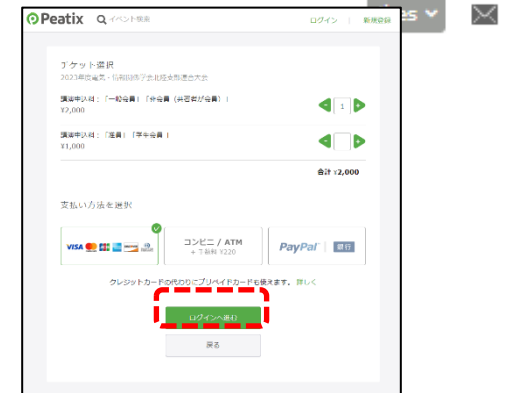 Peatix イベント検索 ログイン 新規登録
チケット選択
2023年度電気・情報関係学会北陸支部連合大会
講演申込料：「一般会員」「非会員（共著者が会員）」
¥2,000
1
講演申込料：「准員」「学生会員」
¥1,000
合計 ¥2,000
支払い方法を選択
VISA
コンビニ / ATM
+ 手数料 ¥220
PayPal 銀行
クレジットカードの代わりにプリペイドカードも使えます。 詳しく
ログインへ進む
戻る